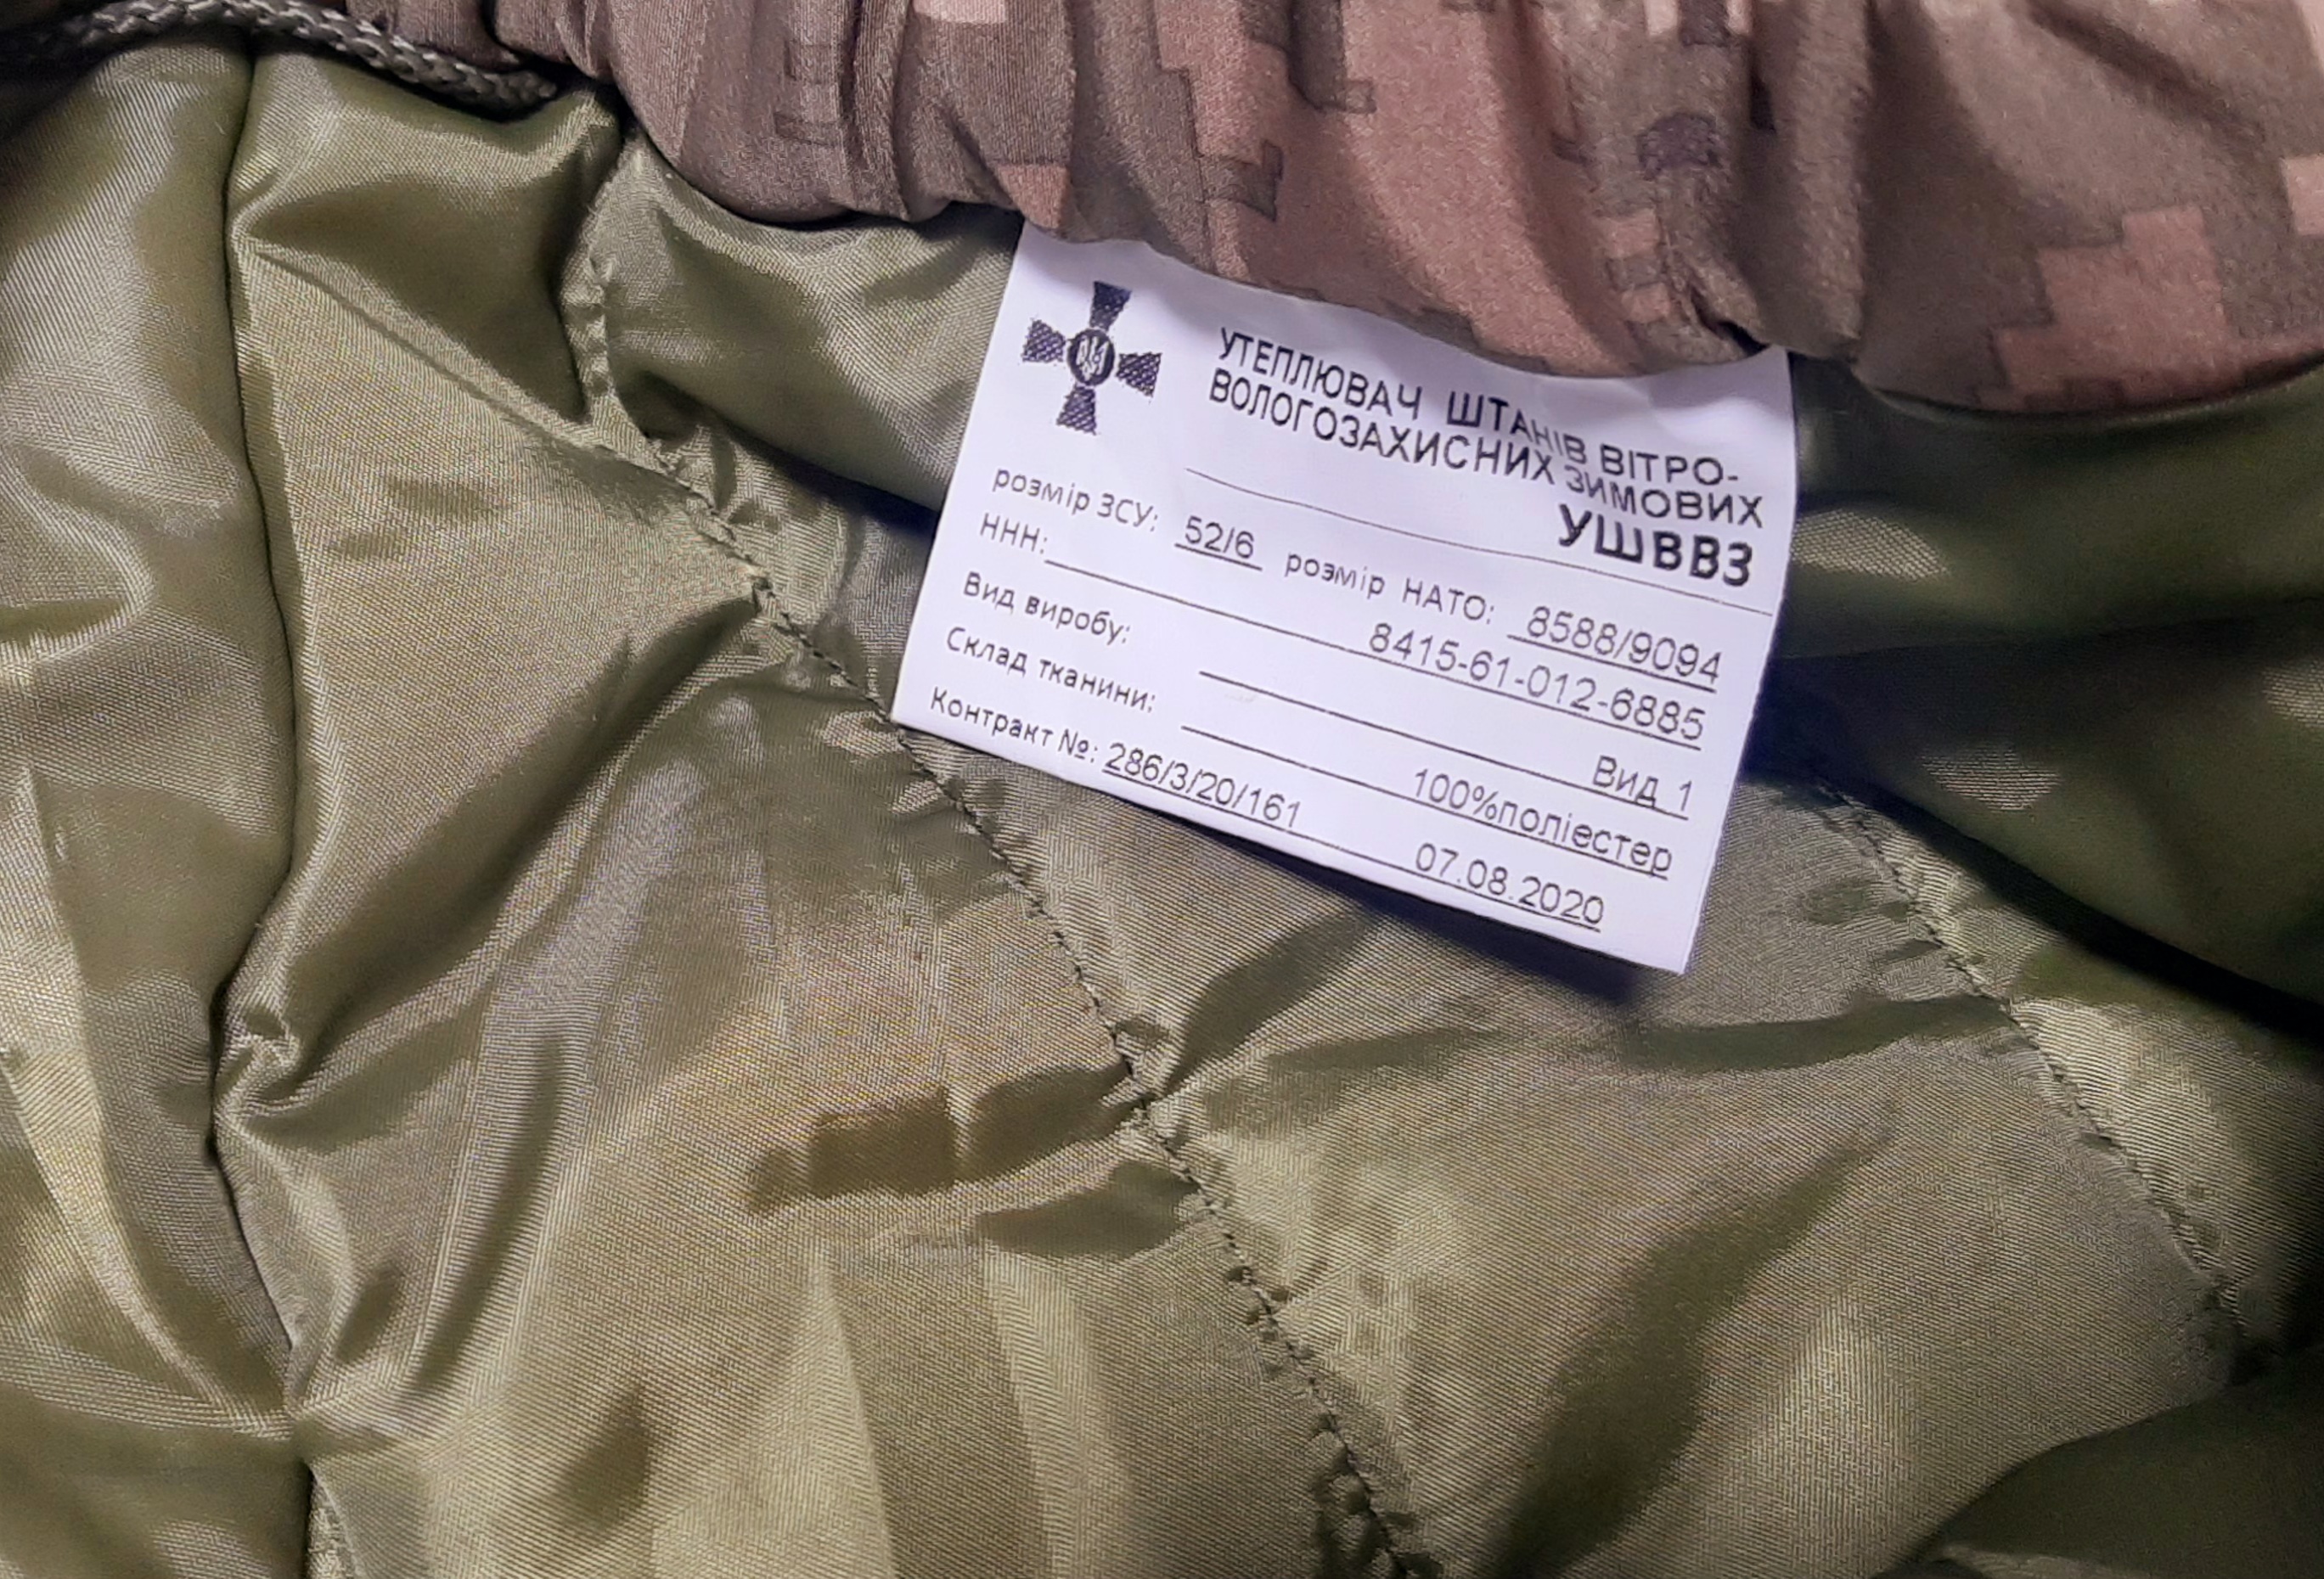 УТЕПЛЮВАЧ ШТАНІВ ВІТРО-
ВОЛОГОЗАХИСНИХ ЗИМОВИХ
УШВВЗ
розмір ЗСУ: 52/6 розмір НАТО: 8588/9094
ННН: 8415-61-012-6885
Вид виробу: Вид 1
Склад тканини: 100%поліестер
Контракт №: 286/3/20/161 07.08.2020